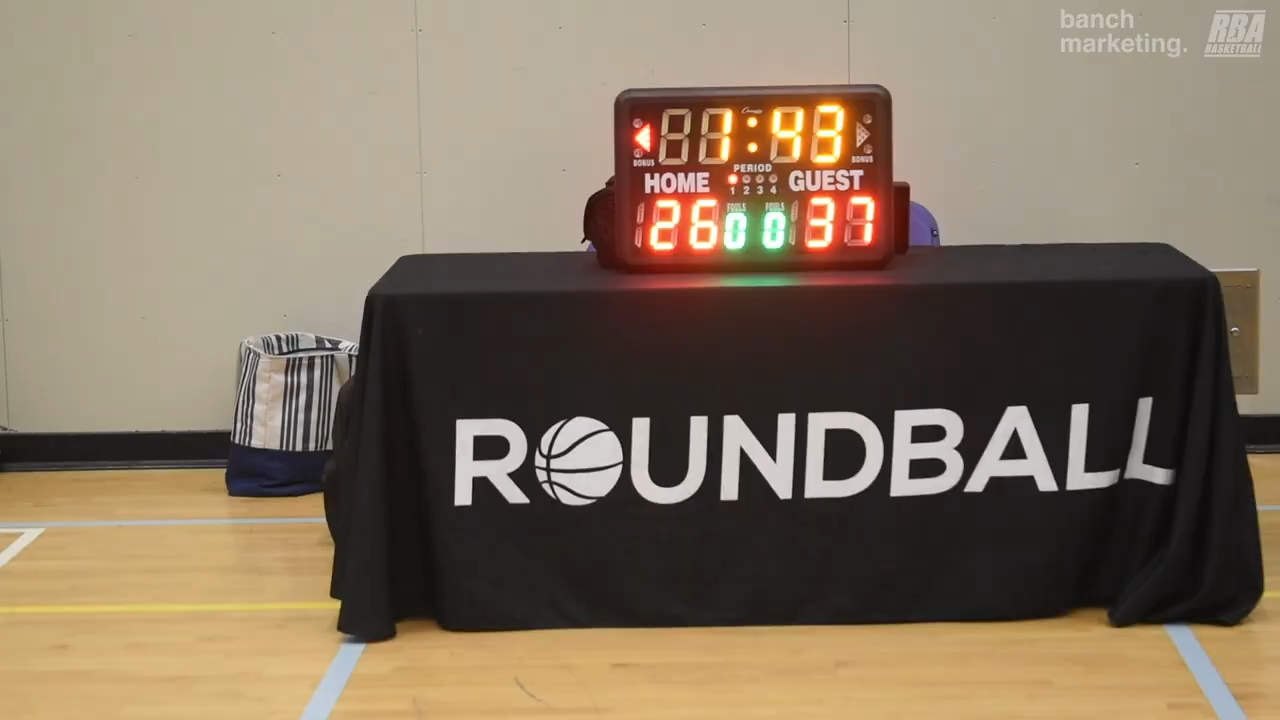 banch
marketing.
RBA
BASKETBALL
1:43
BONUS
BONUS
PERIOD
HOME
1 2 3 4
GUEST
FOULS
FOULS
26
0
0
37
ROUNDBALL